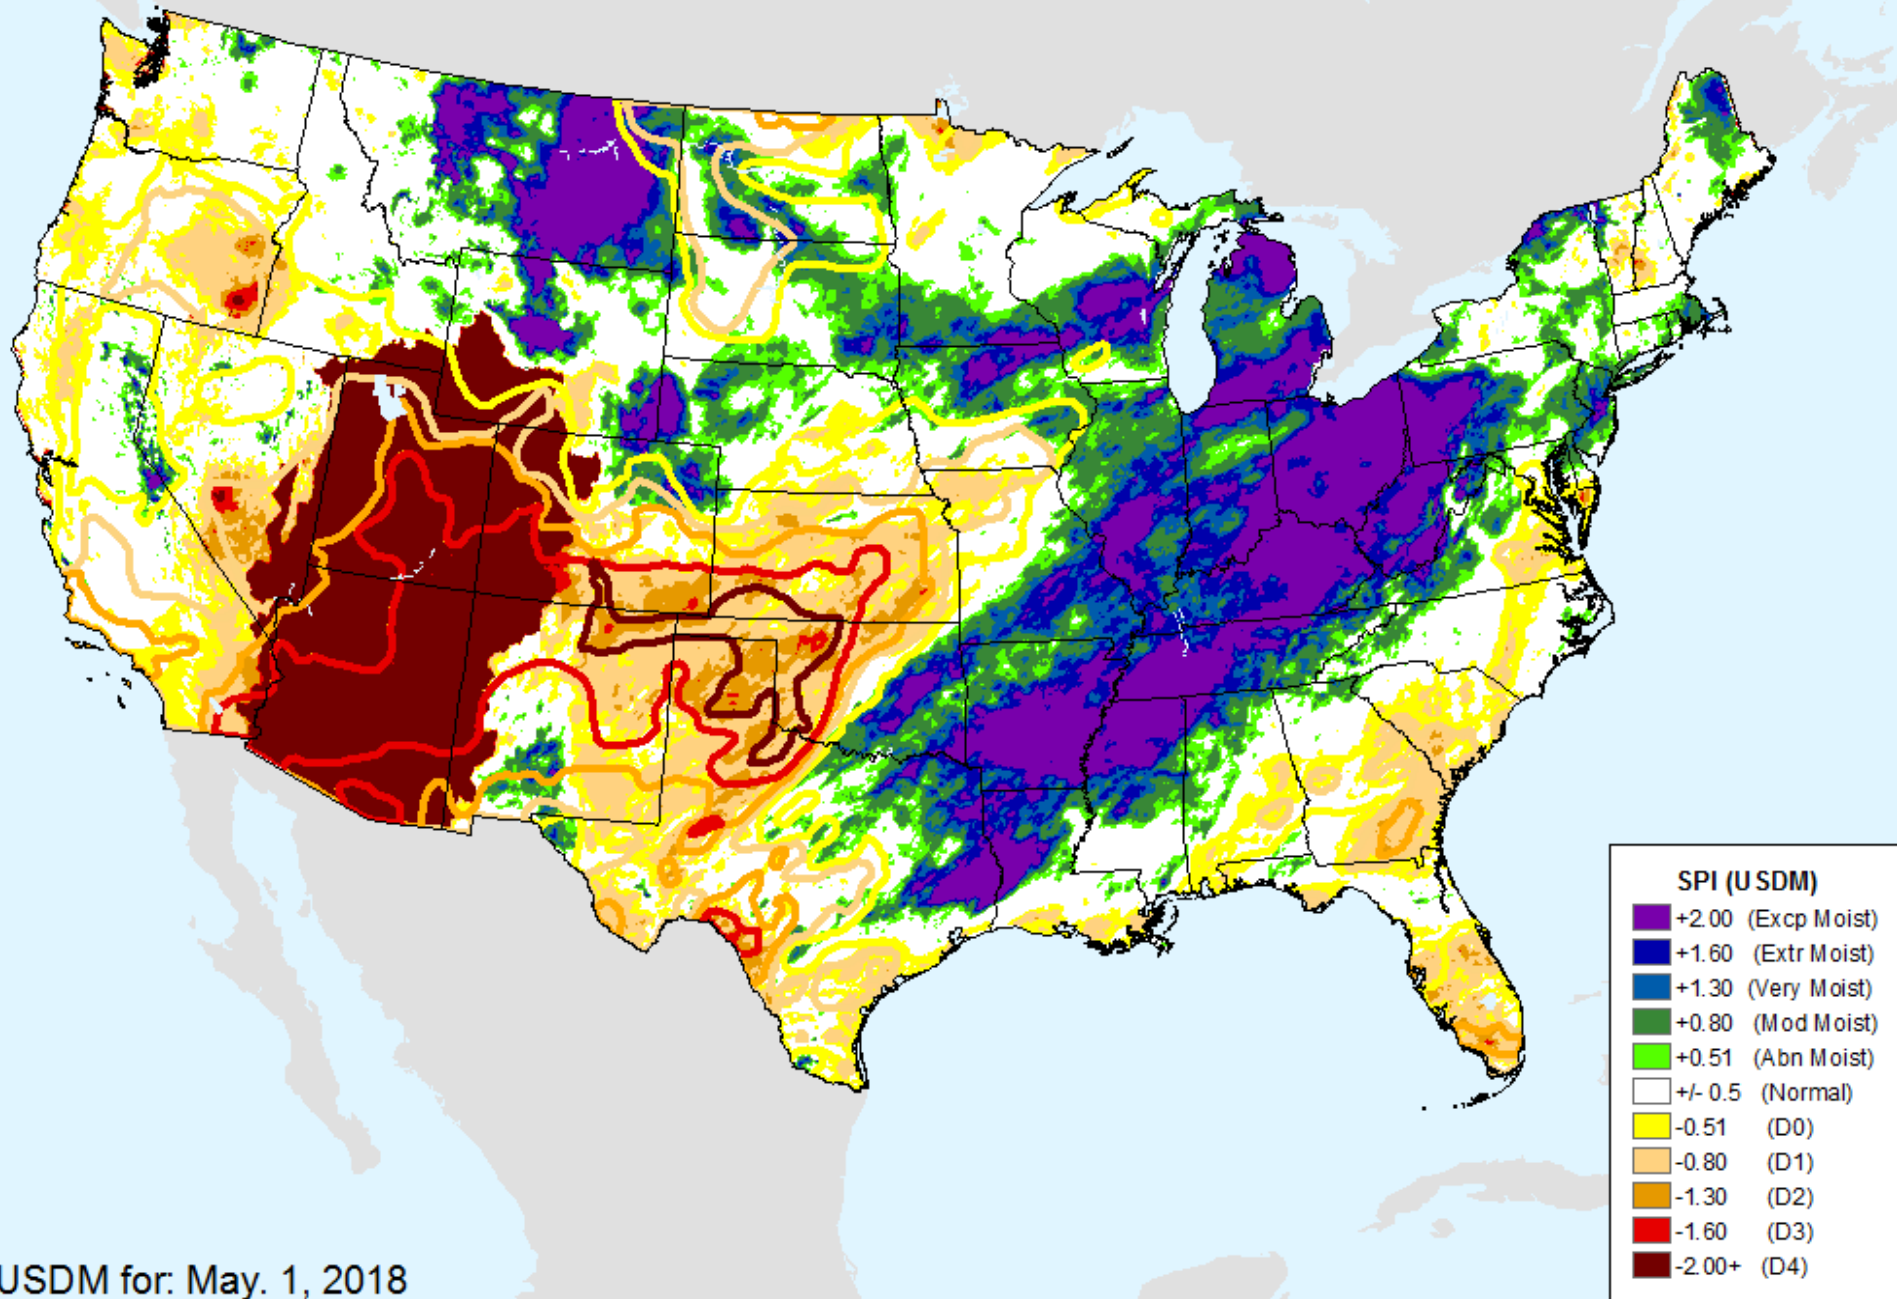 SPI (USDM)
+2.00 (Excp Moist)
+1.60 (Extr Moist)
+1.30 (Very Moist)
+0.80 (Mod Moist)
+0.51 (Abn Moist)
+/- 0.5 (Normal)
-0.51 (D0)
-0.80 (D1)
-1.30 (D2)
-1.60 (D3)
-2.00+ (D4)
USDM for: May. 1, 2018